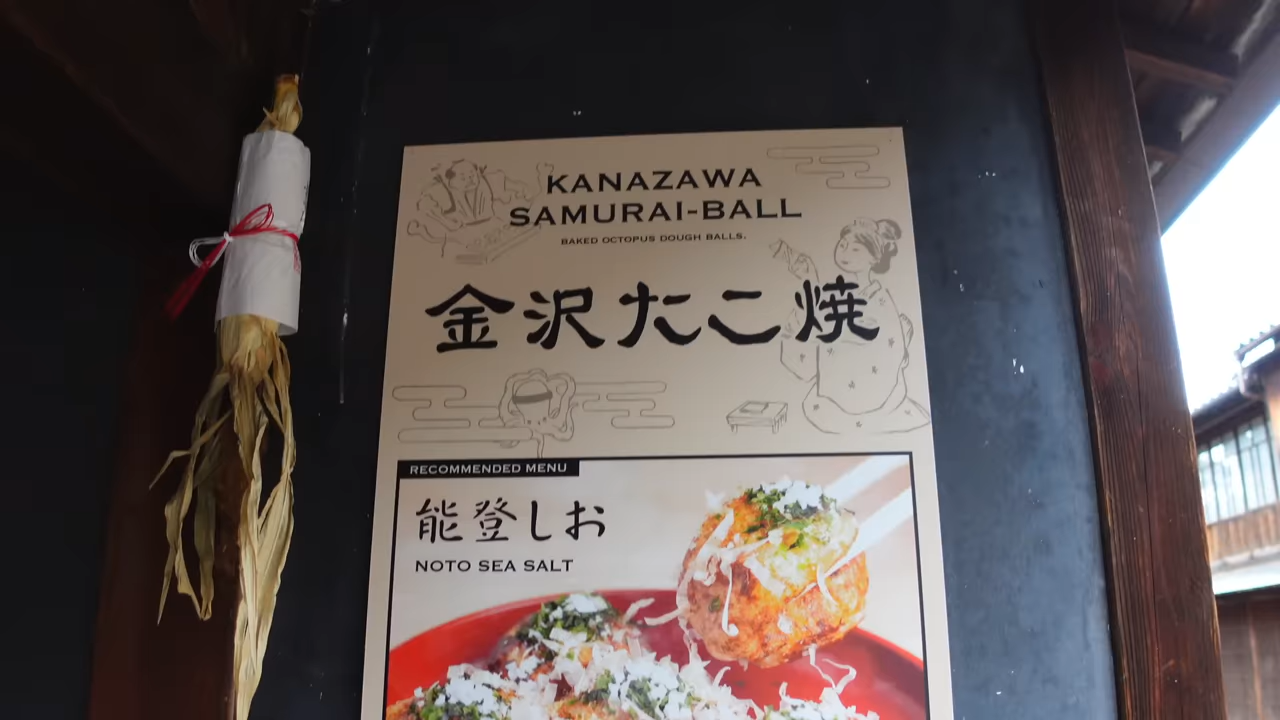 KANAZAWA
SAMURAI-BALL
BAKED OCTOPUS DOUGH BALLS.
金沢たこ焼
RECOMMENDED MENU
能登しお
NOTO SEA SALT